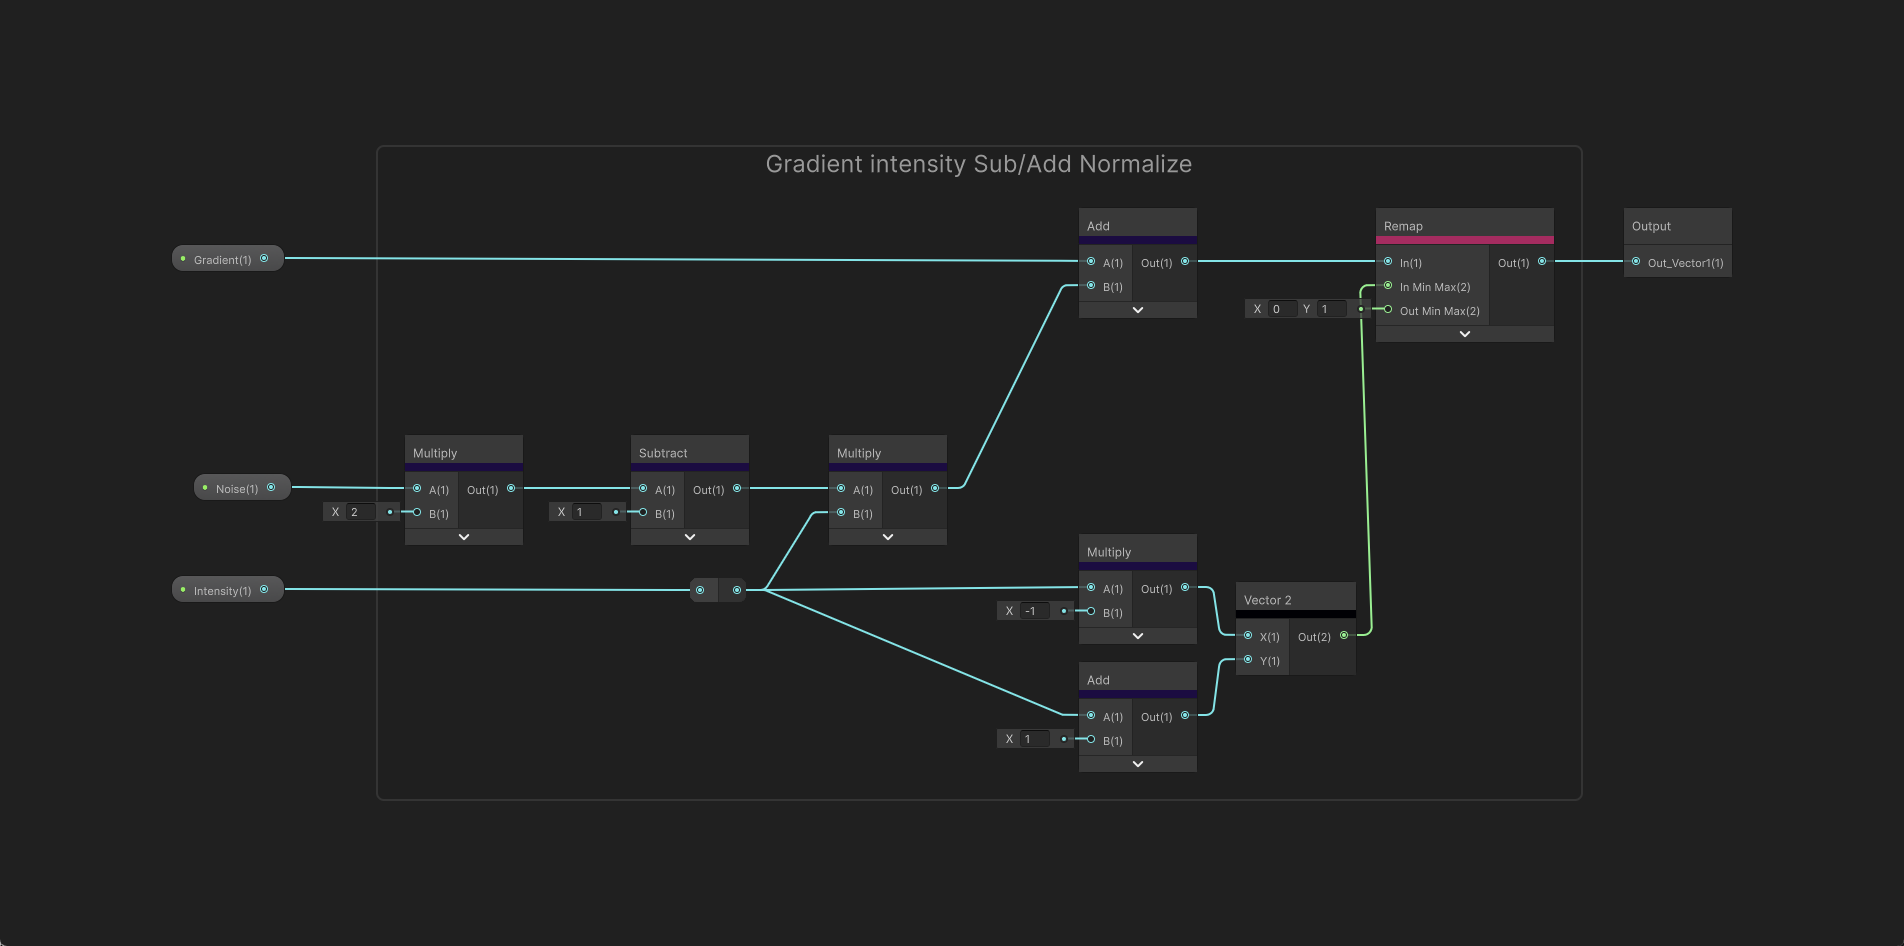 Gradient intensity Sub/Add Normalize
Gradient(1)
Add
A(1) Out(1)
B(1)
Remap
In(1) Out(1)
In Min Max(2)
X 0 Y 1 Out Min Max(2)
Output
Out_Vector1(1)
Noise(1)
Multiply
A(1) Out(1)
X 2 B(1)
Subtract
A(1) Out(1)
X 1 B(1)
Multiply
A(1) Out(1)
B(1)
Intensity(1)
Multiply
A(1) Out(1)
X -1 B(1)
Vector 2
X(1) Out(2)
Y(1)
Add
A(1) Out(1)
X 1 B(1)